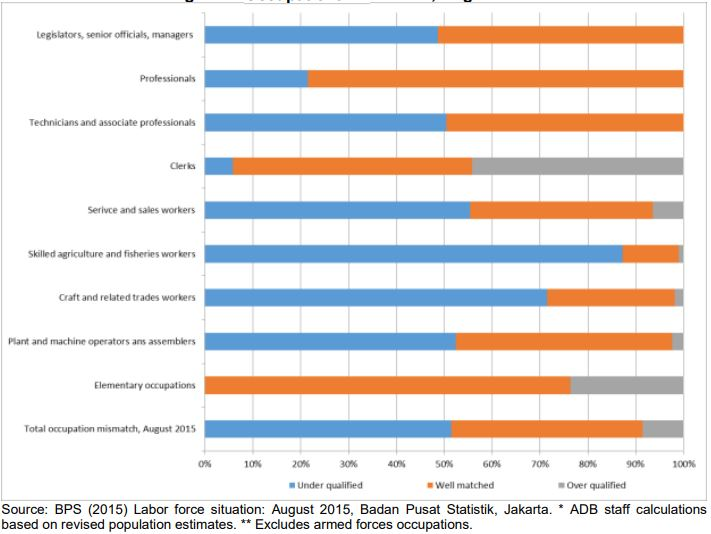 Legislators, senior officials, managers
Professionals
Technicians and associate professionals
Clerks
Serivce and sales workers
Skilled agriculture and fisheries workers
Craft and related trades workers
Plant and machine operators ans assemblers
Elementary occupations
Total occupation mismatch, August 2015
0% 10% 20% 30% 40% 50% 60% 70% 80% 90% 100%
Under qualified Well matched Over qualified
Source: BPS (2015) Labor force situation: August 2015, Badan Pusat Statistik, Jakarta. * ADB staff calculations
based on revised population estimates. ** Excludes armed forces occupations.